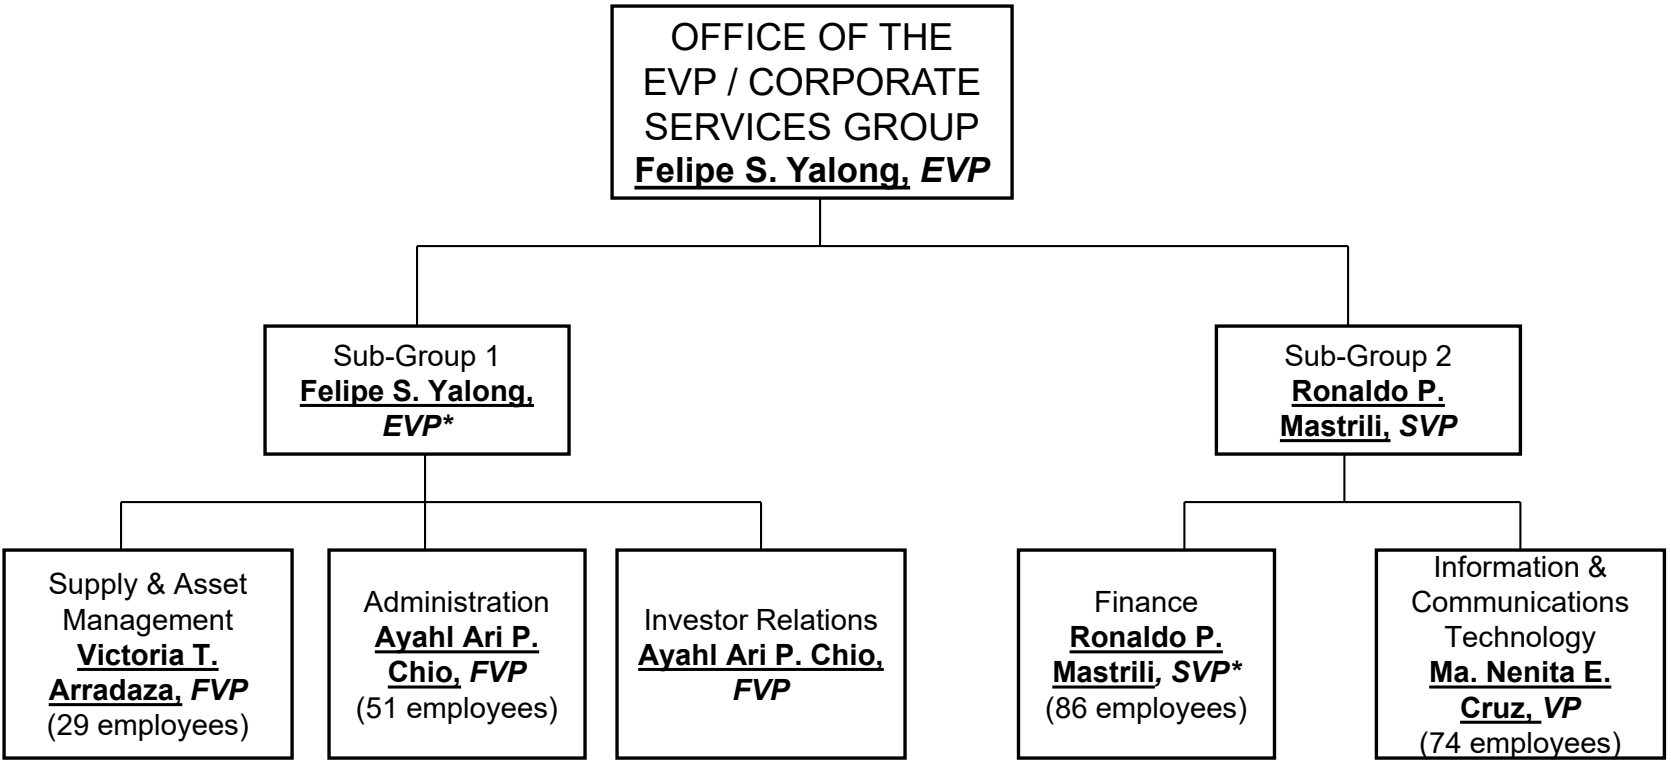 OFFICE OF THE
EVP / CORPORATE
SERVICES GROUP
Felipe S. Yalong, EVP
Sub-Group 1
Felipe S. Yalong,
EVP*
Sub-Group 2
Ronaldo P.
Mastrili, SVP
Supply & Asset
Management
Victoria T.
Arradaza, FVP
(29 employees)
Administration
Ayahl Ari P.
Chio, FVP
(51 employees)
Investor Relations
Ayahl Ari P. Chio,
FVP
Finance
Ronaldo P.
Mastrili, SVP*
(86 employees)
Information &
Communications
Technology
Ma. Nenita E.
Cruz, VP
(74 employees)